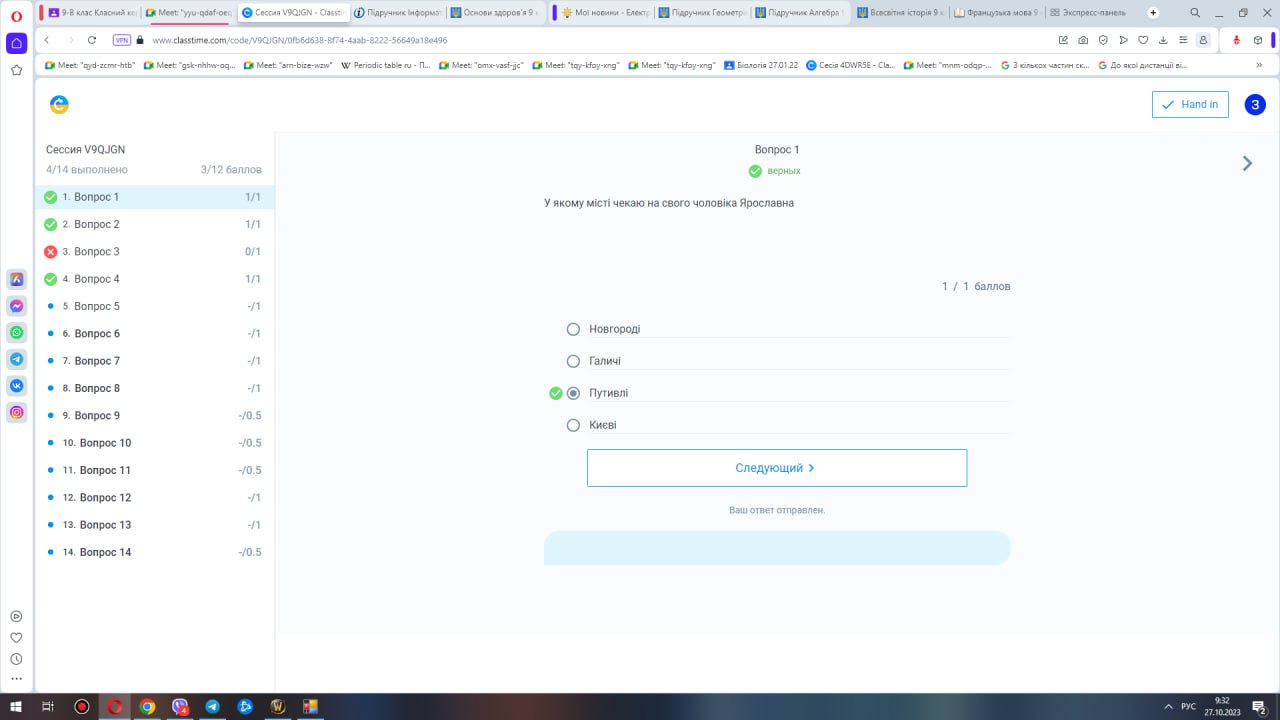 9-В клас Класний ке
Meet: "yyu-qdaf-oec
Сессия V9QJGN - Classti
Підручник Інформа
Основи здоров'я 9 к
Мої новини - Електр
Підручник Геометр
Підручник Алгебра
Всесвітня історія 9
Французька мова 9
Экспресс-панель
VPN
www.classtime.com/code/V9QJGN/0fb6d638-8f74-4aab-8222-56649a18e496
Meet: "qyd-zcmr-htb"
Meet: "gsk-nhhw-oq...
Meet: "arn-bize-wzw"
Periodic table ru - П...
Meet: "omx-vasf-jjc"
Meet: "tqy-kfoy-xng"
Meet: "tqy-kfoy-xng"
Біологія 27.01.22
Сесія 4DWR5E - Cla...
Meet: "mnm-odqp-...
З кількох частин ск...
До якої дистанції ві...
Hand in
З
Сессия V9QJGN
4/14 выполнено 3/12 баллов
1. Вопрос 1 1/1
2. Вопрос 2 1/1
3. Вопрос 3 0/1
4. Вопрос 4 1/1
5. Вопрос 5 -/1
6. Вопрос 6 -/1
7. Вопрос 7 -/1
8. Вопрос 8 -/1
9. Вопрос 9 -/0.5
10. Вопрос 10 -/0.5
11. Вопрос 11 -/0.5
12. Вопрос 12 -/1
13. Вопрос 13 -/1
14. Вопрос 14 -/0.5
Вопрос 1
верных
У якому місті чекаю на свого чоловіка Ярославна
1 / 1 баллов
Новгороді
Галичі
Путивлі
Києві
Следующий
Ваш ответ отправлен.
4
РУС
9:32
27.10.2023
2